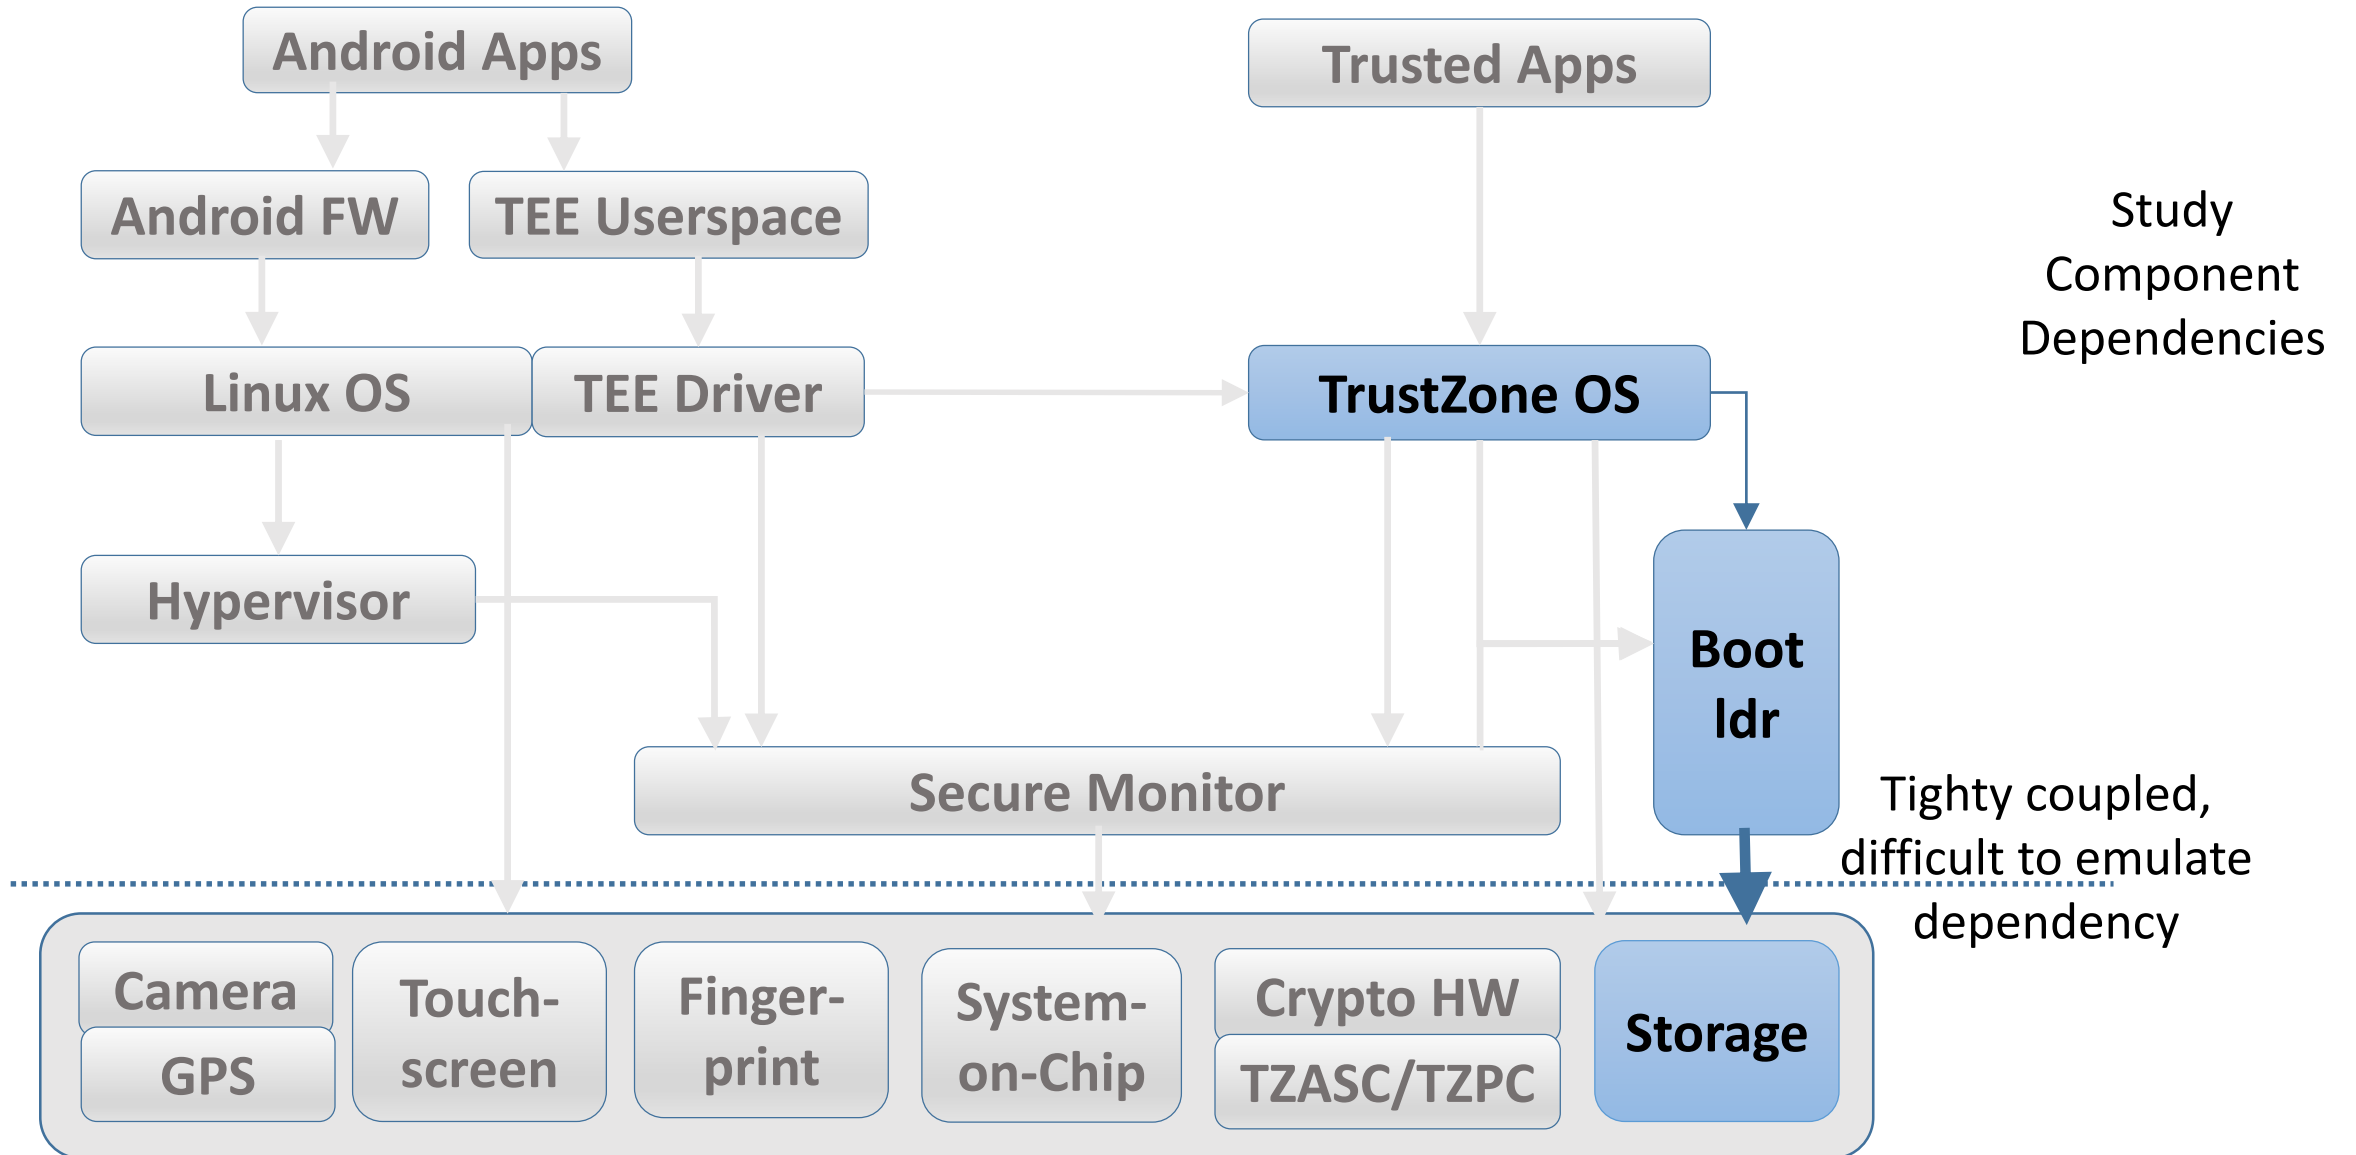 Android Apps
Trusted Apps
Android FW
TEE Userspace
Study
Component
Dependencies
Linux OS
TEE Driver
TrustZone OS
Hypervisor
Boot
ldr
Secure Monitor
Tighty coupled,
difficult to emulate
dependency
Camera
GPS
Touch-
screen
Finger-
print
System-
on-Chip
Crypto HW
TZASC/TZPC
Storage